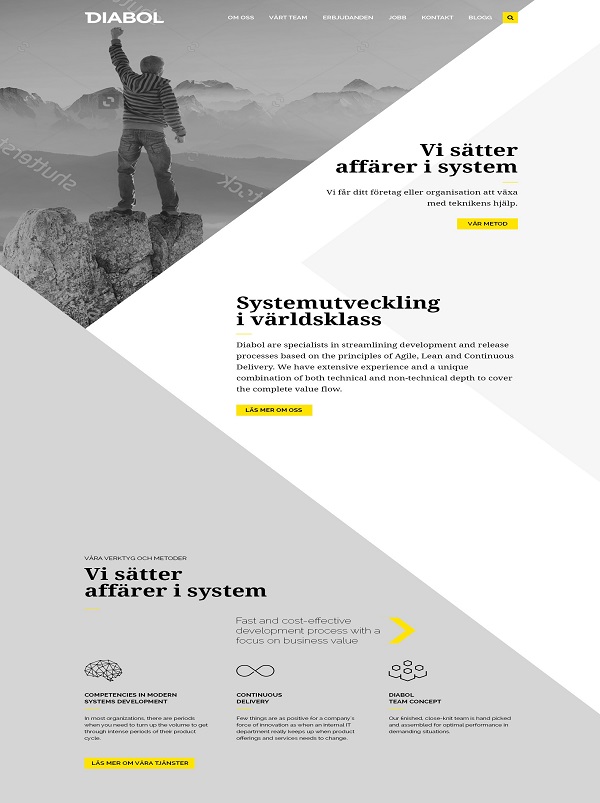 DIABOL
OM OSS VÅRT TEAM ERBJUDANDEN JOBB KONTAKT BLOGG
shutterstock
Vi sätter
affärer i system
Vi får ditt företag eller organisation att växa
med teknikens hjälp.
VÅR METOD
Systemutveckling
i världsklass
Diabol are specialists in streamlining development and release
processes based on the principles of Agile, Lean and Continuous
Delivery. We have extensive experience and a unique
combination of both technical and non-technical depth to cover
the complete value flow.
LÄS MER OM OSS
VÅRA VERKTYG OCH METODER
Vi sätter
affärer i system
Fast and cost-effective
development process with a
focus on business value
COMPETENCIES IN MODERN
SYSTEMS DEVELOPMENT
In most organizations, there are periods
when you need to turn up the volume to get
through intense periods of their product
cycle.
CONTINUOUS
DELIVERY
Few things are as positive for a company's
force of innovation as when an internal IT
department really keeps up when product
offerings and services needs to change.
DIABOL
TEAM CONCEPT
Our finished, close-knit team is hand picked
and assembled for optimal performance in
demanding situations.
LÄS MER OM VÅRA TJÄNSTER